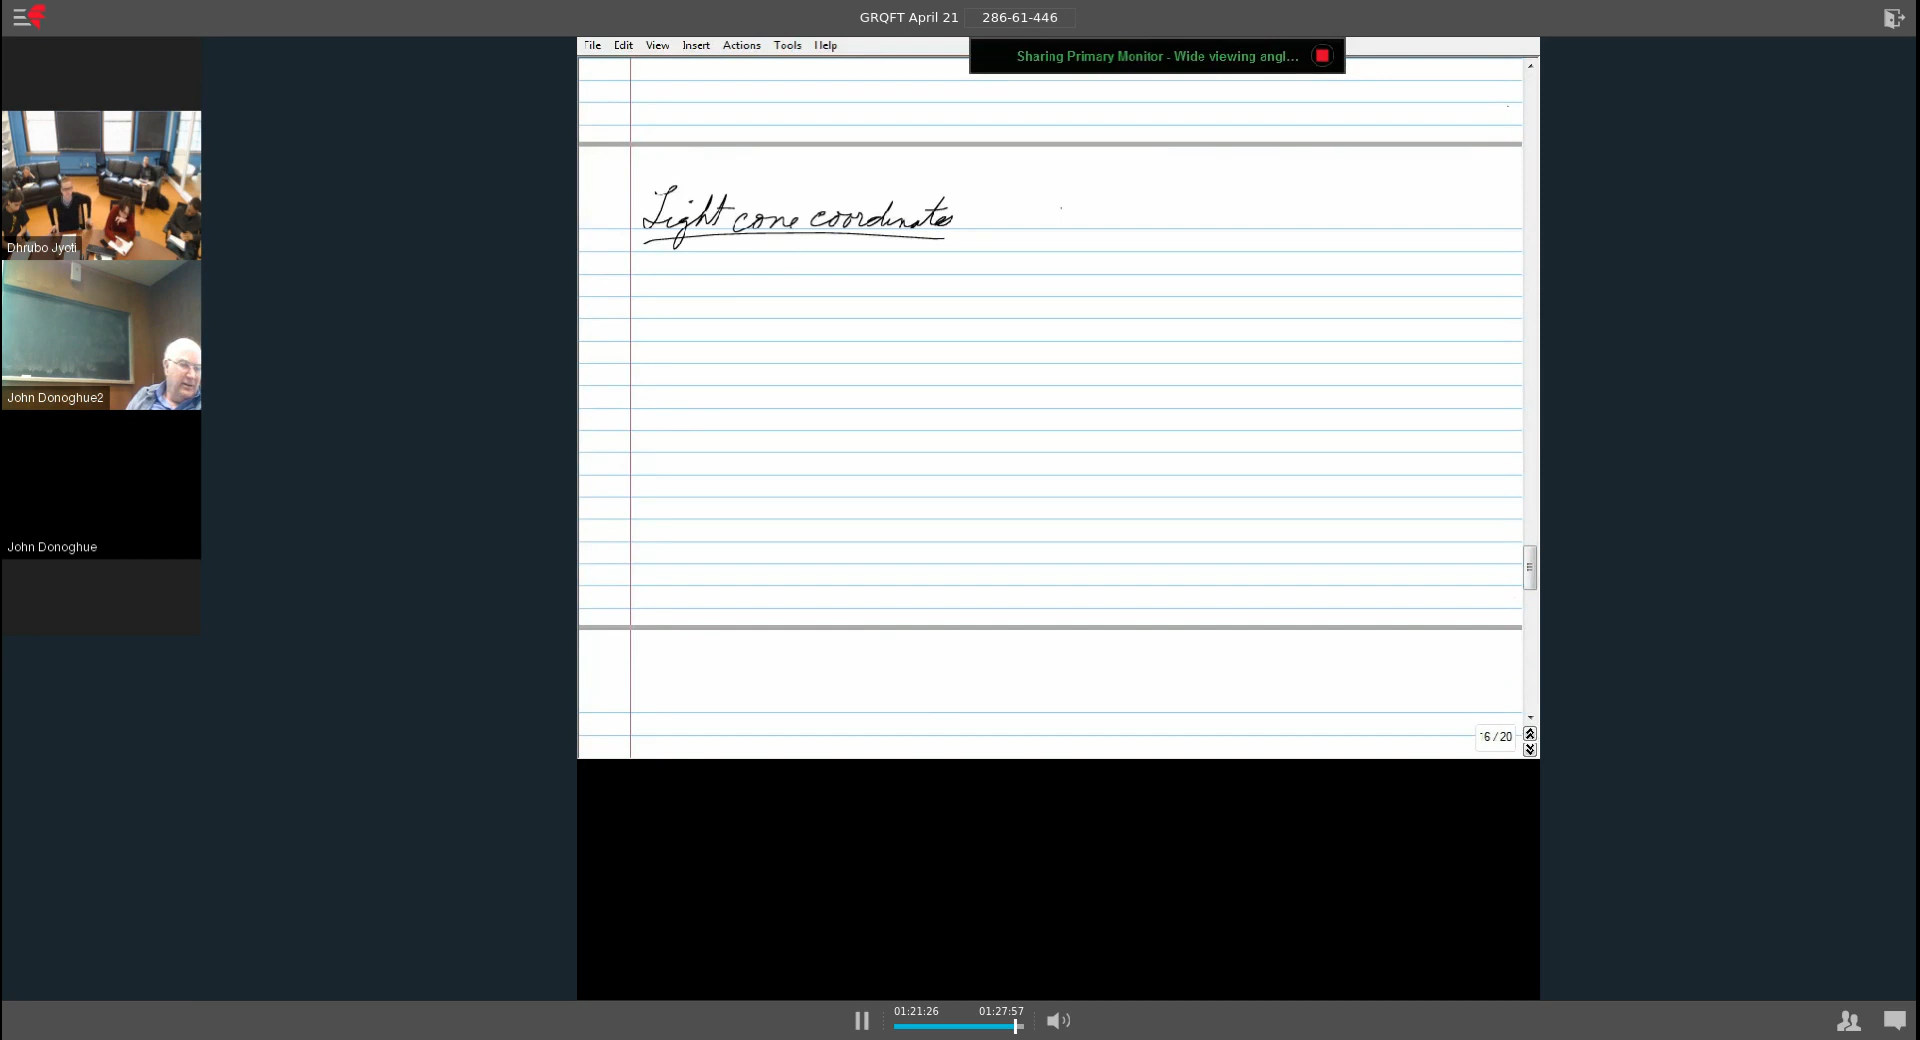 GRQFT April 21 286-61-446
File Edit View Insert Actions Tools Help
Sharing Primary Monitor - Wide viewing angl...
Light cone coordinates
Dhrubo Jyoti
John Donoghue2
John Donoghue
16 / 20
01:21:26 01:27:57